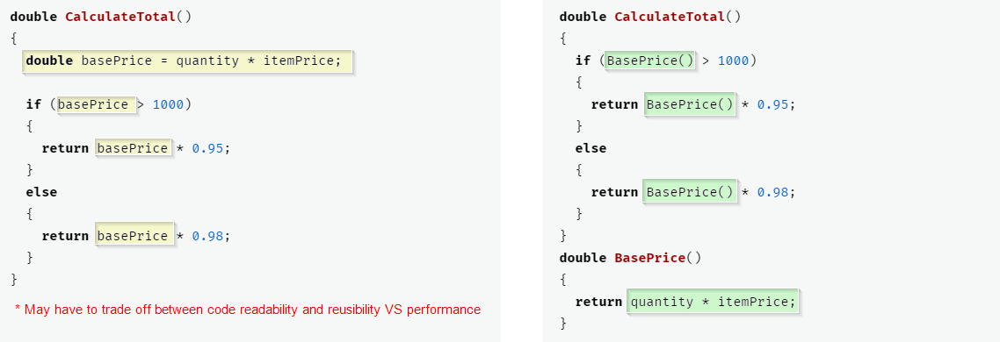 double CalculateTotal()
{
double basePrice = quantity * itemPrice;
if (basePrice > 1000)
{
return basePrice * 0.95;
}
else
{
return basePrice * 0.98;
}
}
* May have to trade off between code readability and reusibility VS performance
double CalculateTotal()
{
if (BasePrice() > 1000)
{
return BasePrice() * 0.95;
}
else
{
return BasePrice() * 0.98;
}
}
double BasePrice()
{
return quantity * itemPrice;
}